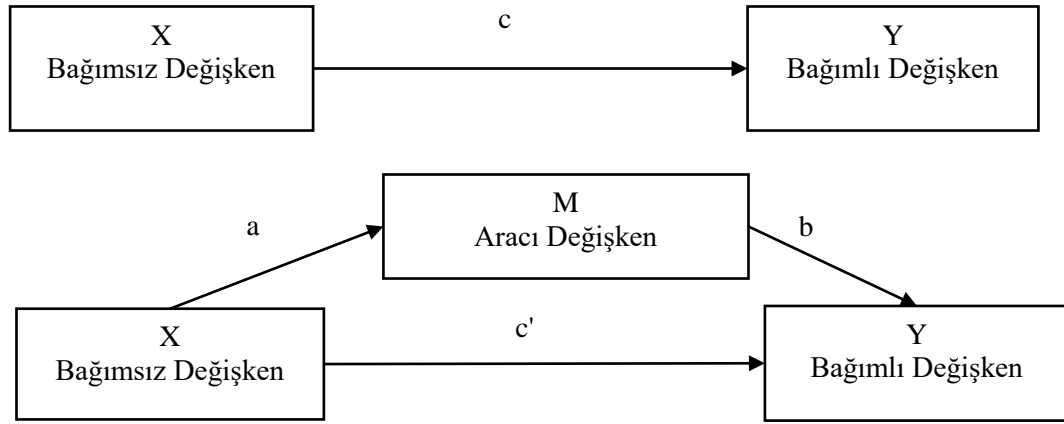 c
X
Bağımsız Değişken
Y
Bağımlı Değişken
M
Aracı Değişken
a
b
X
Bağımsız Değişken
c'
Y
Bağımlı Değişken